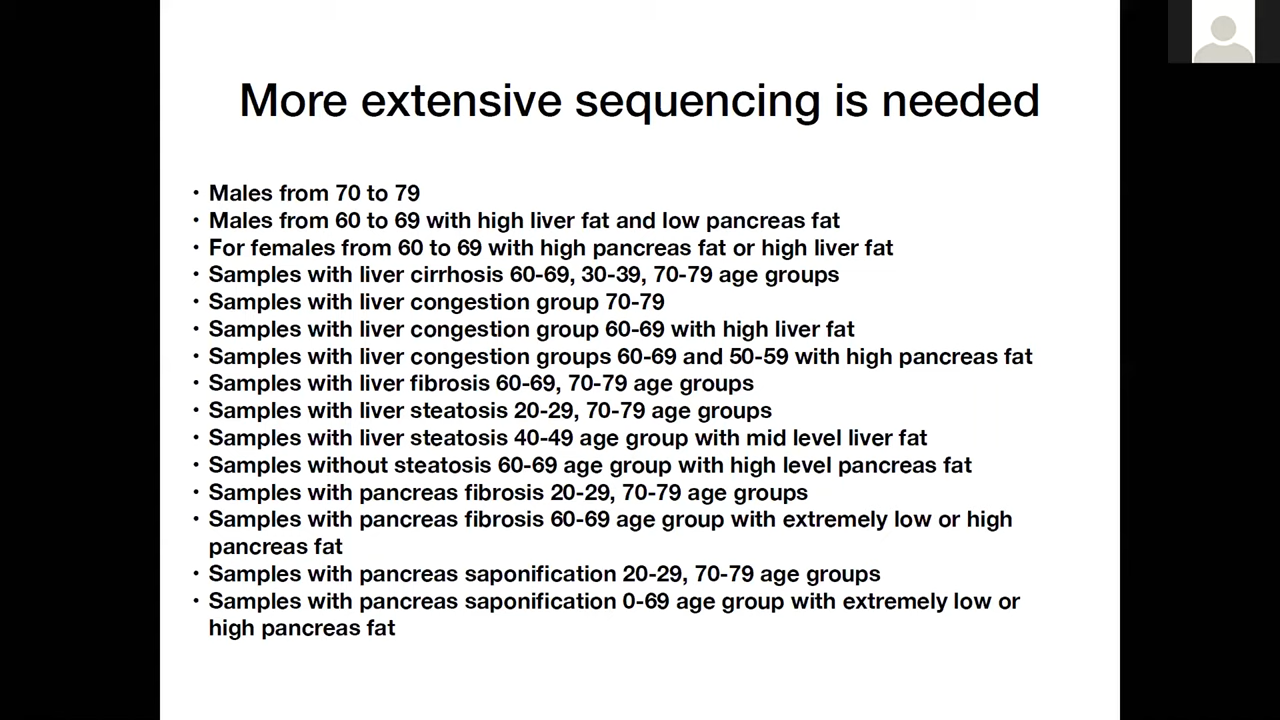 More extensive sequencing is needed
• Males from 70 to 79
• Males from 60 to 69 with high liver fat and low pancreas fat
• For females from 60 to 69 with high pancreas fat or high liver fat
• Samples with liver cirrhosis 60-69, 30-39, 70-79 age groups
• Samples with liver congestion group 70-79
• Samples with liver congestion group 60-69 with high liver fat
• Samples with liver congestion groups 60-69 and 50-59 with high pancreas fat
• Samples with liver fibrosis 60-69, 70-79 age groups
• Samples with liver steatosis 20-29, 70-79 age groups
• Samples with liver steatosis 40-49 age group with mid level liver fat
• Samples without steatosis 60-69 age group with high level pancreas fat
• Samples with pancreas fibrosis 20-29, 70-79 age groups
• Samples with pancreas fibrosis 60-69 age group with extremely low or high
pancreas fat
• Samples with pancreas saponification 20-29, 70-79 age groups
• Samples with pancreas saponification 0-69 age group with extremely low or
high pancreas fat